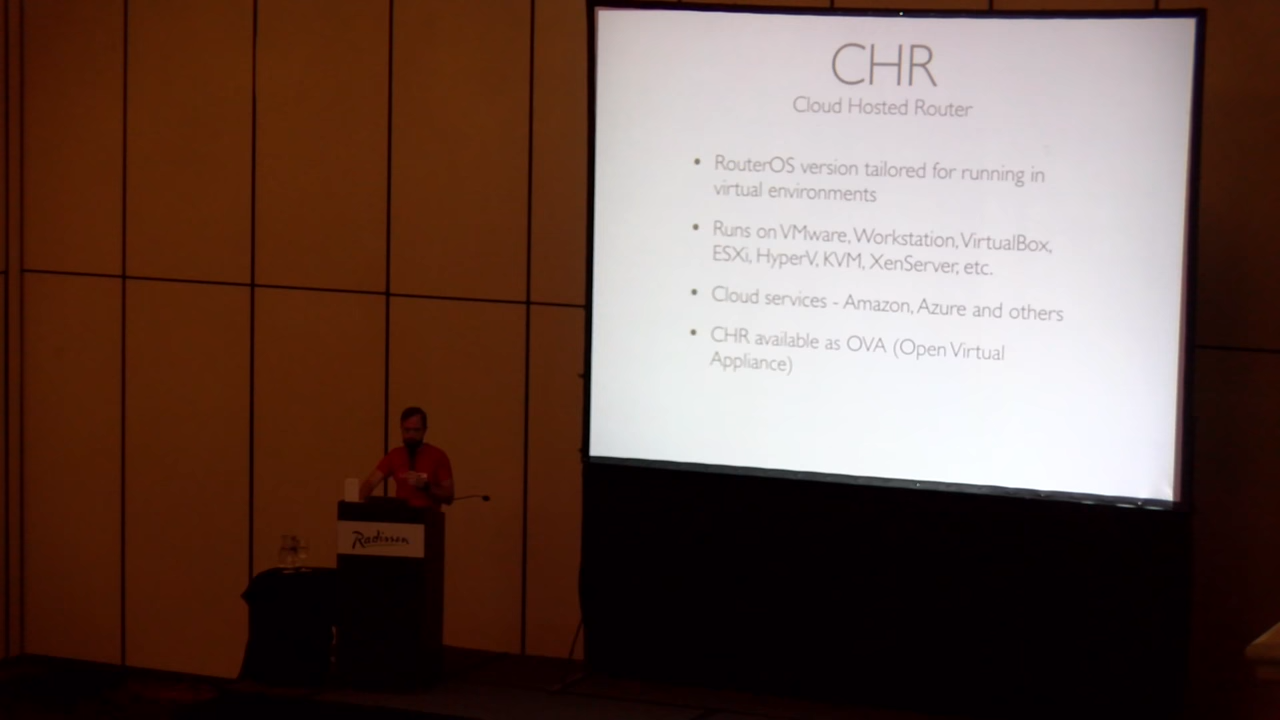 CHR
Cloud Hosted Router
• RouterOS version tailored for running in
virtual environments
• Runs on VMware, Workstation, VirtualBox,
ESXi, HyperV, KVM, XenServer, etc.
• Cloud services - Amazon, Azure and others
• CHR available as OVA (Open Virtual
Appliance)
Radisson